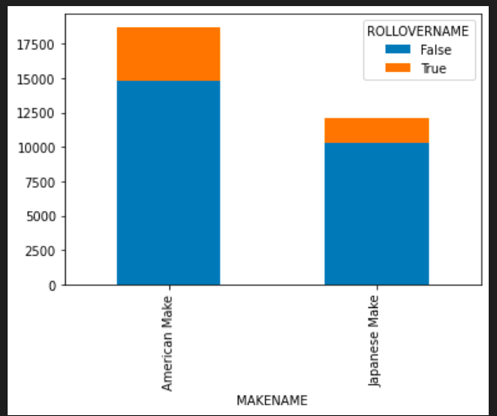 17500
15000
12500
10000
7500
5000
2500
0
ROLLOVERNAME
False
True
American Make
Japanese Make
MAKENAME